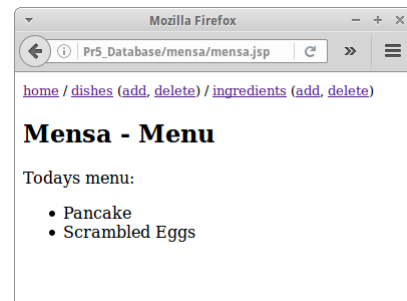 Mozilla Firefox
Pr5_Database/mensa/mensa.jsp
home / dishes (add, delete) / ingredients (add, delete)
Mensa - Menu
Todays menu:
Pancake
Scrambled Eggs